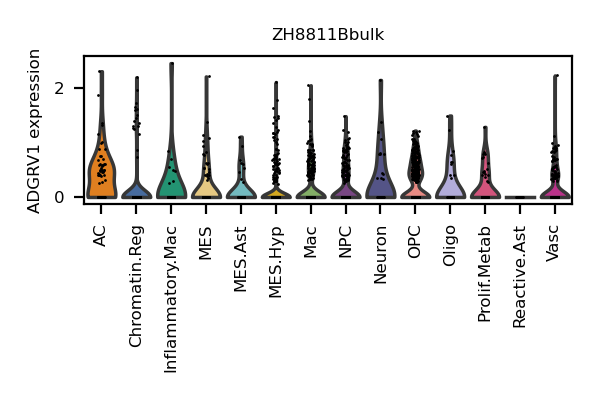 ZH8811Bbulk
ADGRV1 expression
2
0
AC
Chromatin.Reg
Inflammatory.Mac
MES
MES.Ast
MES.Hyp
Mac
NPC
Neuron
OPC
Oligo
Prolif.Metab
Reactive.Ast
Vasc